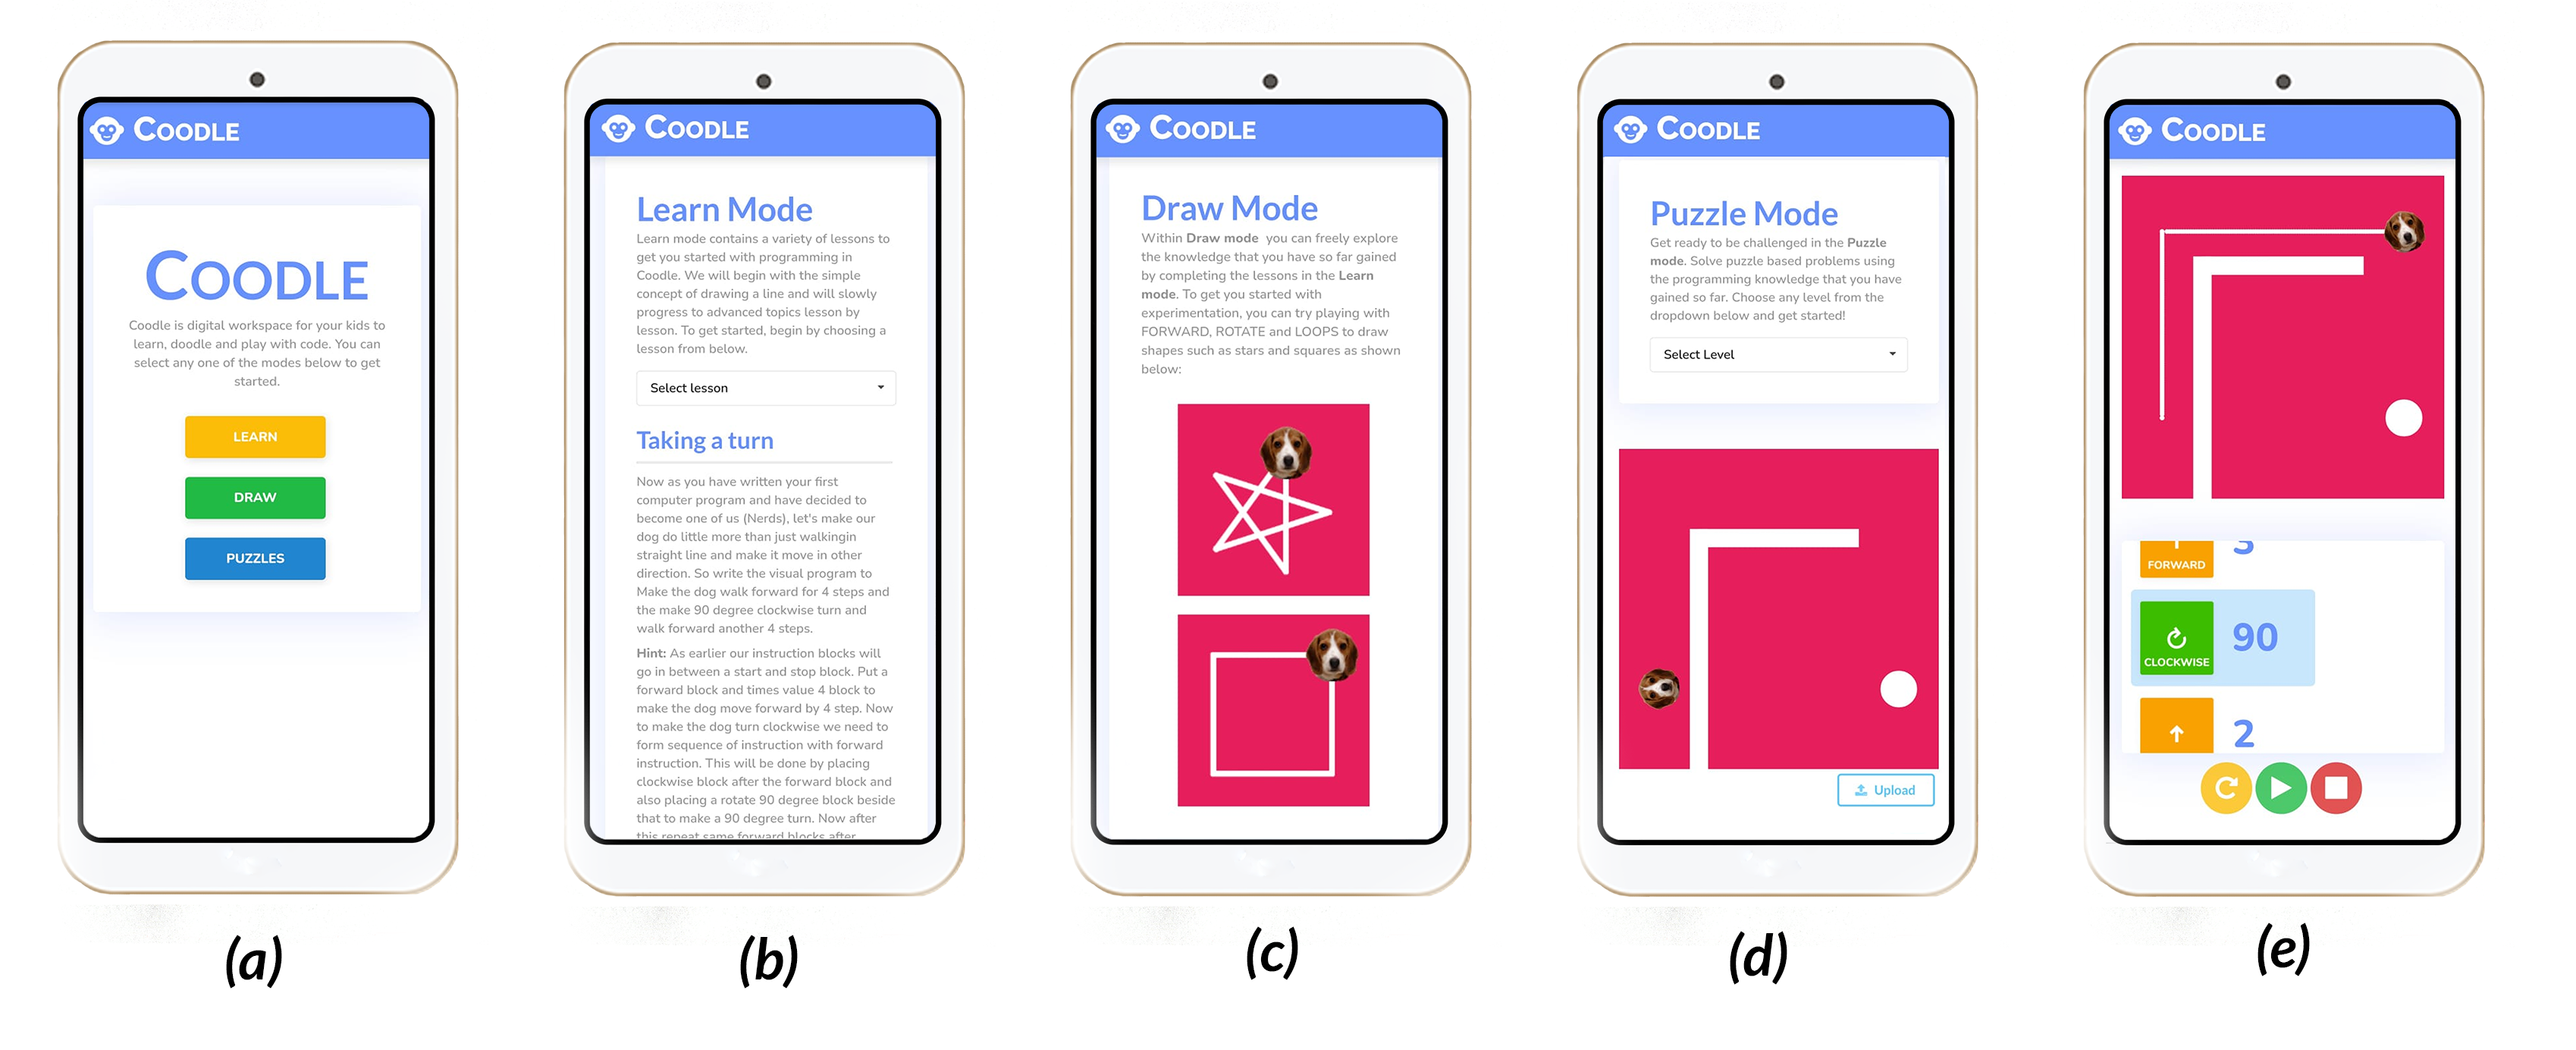 COODLE
COODLE
Coodle is digital workspace for your kids to
learn, doodle and play with code. You can
select any one of the modes below to get
started.
LEARN
DRAW
PUZZLES
(a)
COODLE
Learn Mode
Learn mode contains a variety of lessons to
get you started with programming in
Coodle. We will begin with the simple
concept of drawing a line and will slowly
progress to advanced topics lesson by
lesson. To get started, begin by choosing a
lesson from below.
Select lesson
Taking a turn
Now as you have written your first
computer program and have decided to
become one of us (Nerds), let's make our
dog do little more than just walkingin
straight line and make it move in other
direction. So write the visual program to
Make the dog walk forward for 4 steps and
the make 90 degree clockwise turn and
walk forward another 4 steps.
Hint: As earlier our instruction blocks will
go in between a start and stop block. Put a
forward block and times value 4 block to
make the dog move forward by 4 step. Now
to make the dog turn clockwise we need to
form sequence of instruction with forward
instruction. This will be done by placing
clockwise block after the forward block and
also placing a rotate 90 degree block beside
that to make a 90 degree turn. Now after
this repeat same forward blocks after
(b)
COODLE
Draw Mode
Within Draw mode you can freely explore
the knowledge that you have so far gained
by completing the lessons in the Learn
mode. To get you started with
experimentation, you can try playing with
FORWARD, ROTATE and LOOPS to draw
shapes such as stars and squares as shown
below:
(c)
COODLE
Puzzle Mode
Get ready to be challenged in the Puzzle
mode. Solve puzzle based problems using
the programming knowledge that you have
gained so far. Choose any level from the
dropdown below and get started!
Select Level
Upload
(d)
COODLE
FORWARD 3
CLOCKWISE 90
2
(e)